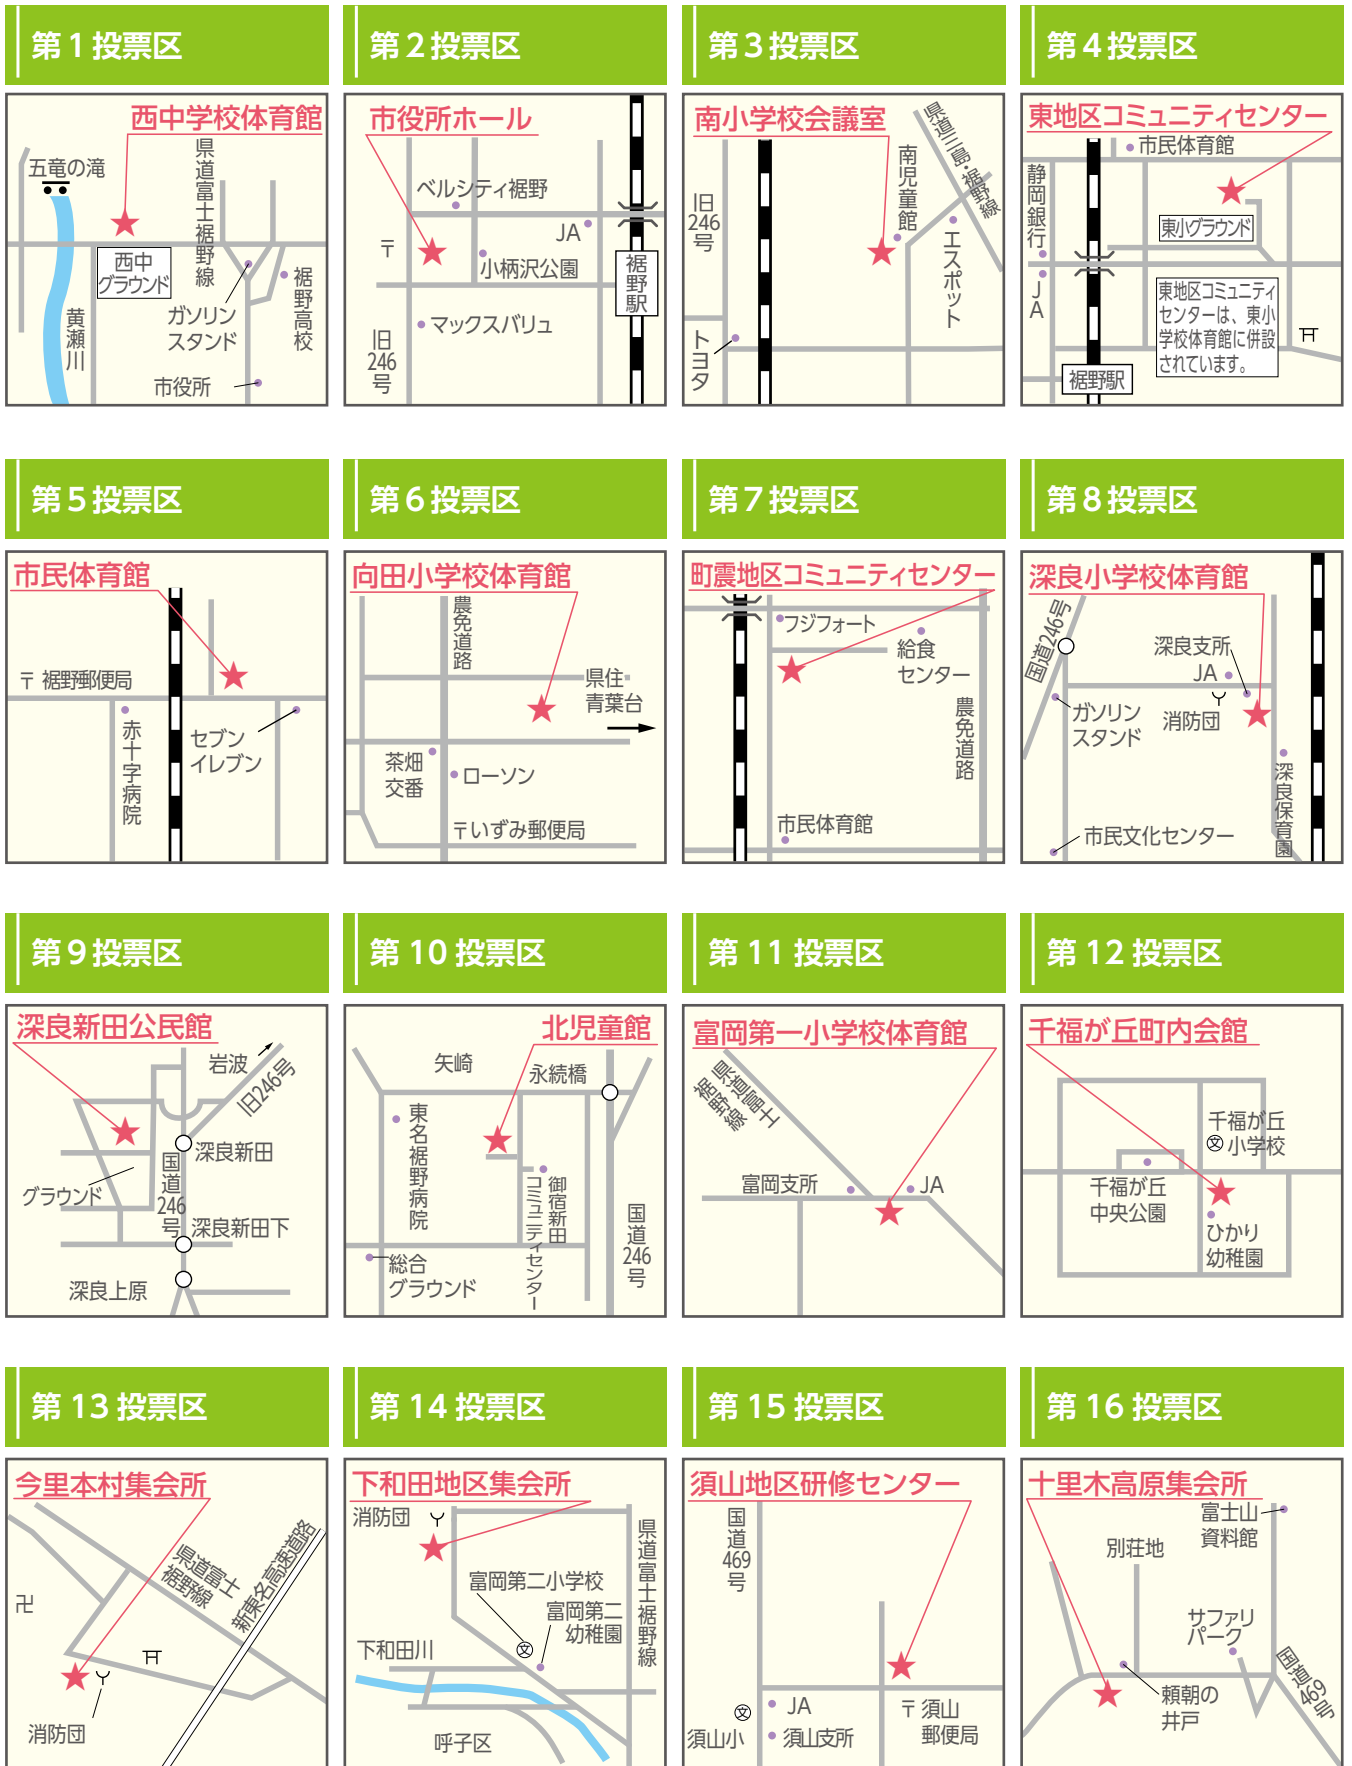 第1投票区
西中学校体育館
五竜の滝
県道富士裾野線
西中
グラウンド
黄瀬川
ガソリン
スタンド
裾野高校
市役所
第2投票区
市役所ホール
ベルシティ裾野
JA
〒
小柄沢公園
裾野駅
マックスバリュ
旧
246
号
第3投票区
南小学校会議室
県道三島・裾野線
南児童館
旧
246
号
エスポット
トヨタ
第4投票区
東地区コミュニティセンター
市民体育館
静岡銀行
東小グラウンド
JA
東地区コミュニティ
センターは、東小
学校体育館に併設
されています。
裾野駅
第5投票区
市民体育館
〒裾野郵便局
赤十字病院
セブン
イレブン
第6投票区
向田小学校体育館
農免道路
県住
青葉台
茶畑
交番
ローソン
〒いずみ郵便局
第7投票区
町震地区コミュニティセンター
フジフォート
給食
センター
農免道路
市民体育館
第8投票区
深良小学校体育館
国道246号
深良支所
JA
ガソリン
スタンド
消防団
深良保育園
市民文化センター
第9投票区
深良新田公民館
岩波
旧246号
深良新田
グラウンド
国道
246
号
深良新田下
深良上原
第10投票区
北児童館
矢崎
永続橋
東名裾野病院
御宿新田
コミュニティセンター
国道
246
号
総合
グラウンド
第11投票区
富岡第一小学校体育館
県道富士
裾野線
富岡支所
JA
第12投票区
千福が丘町内会館
千福が丘
文 小学校
千福が丘
中央公園
ひかり
幼稚園
第13投票区
今里本村集会所
県道富士
裾野線
新東名高速道路
卍
消防団
第14投票区
下和田地区集会所
消防団
県道富士裾野線
富岡第二小学校
富岡第二
幼稚園
文
下和田川
呼子区
第15投票区
須山地区研修センター
国道
469
号
文
須山小
JA
須山支所
〒須山
郵便局
第16投票区
十里木高原集会所
富士山
資料館
別荘地
サファリ
パーク
頼朝の
井戸
国道469号